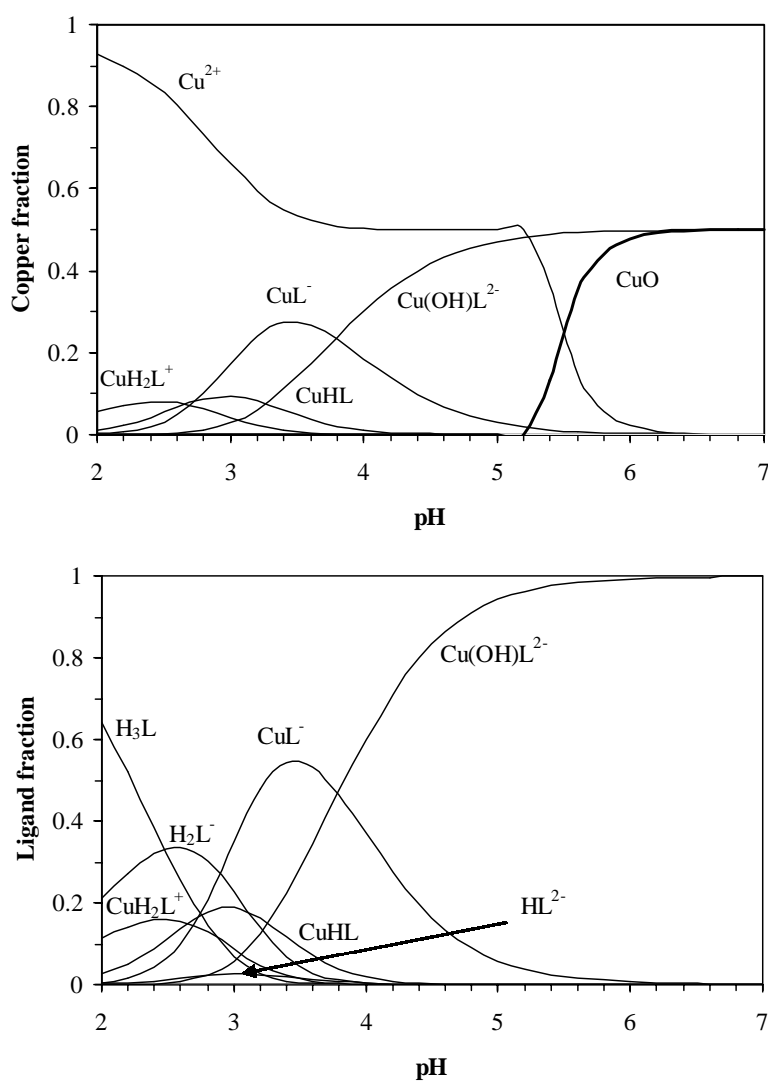 1
Cu²⁺
0.8
0.6
Copper fraction
0.4
CuL⁻
Cu(OH)L²⁻
CuO
0.2
CuH₂L⁺
CuHL
0
2 3 4 5 6 7
pH
1
0.8
Cu(OH)L²⁻
H₃L
CuL⁻
0.6
Ligand fraction
0.4
H₂L⁻
0.2
CuH₂L⁺
CuHL
HL²⁻
0
2 3 4 5 6 7
pH